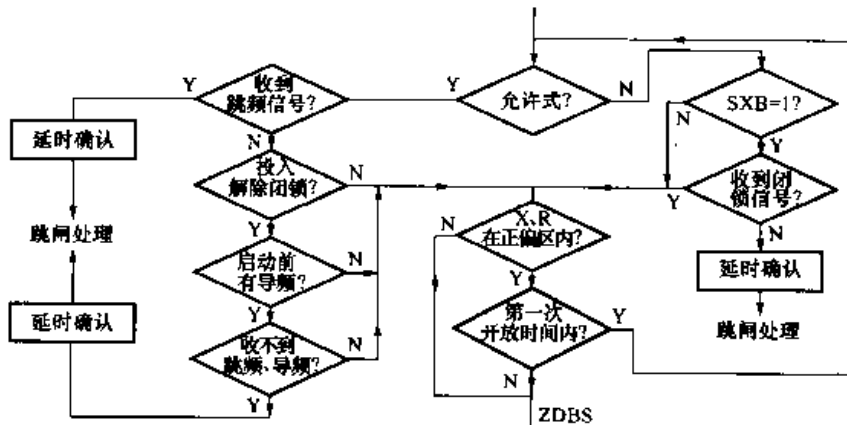 Y
收到
跳频信号?
Y
允许式?
N
SXB=1?
N
Y
延时确认
N
投入
解除闭锁?
N
收到闭
锁信号?
Y
N
跳闸处理
Y
X、R
在正偏区内?
N
Y
启动前
有导频?
N
延时确认
跳闸处理
延时确认
Y
收不到
跳频、导频?
N
Y
第一次
开放时间内?
Y
N
ZDBS